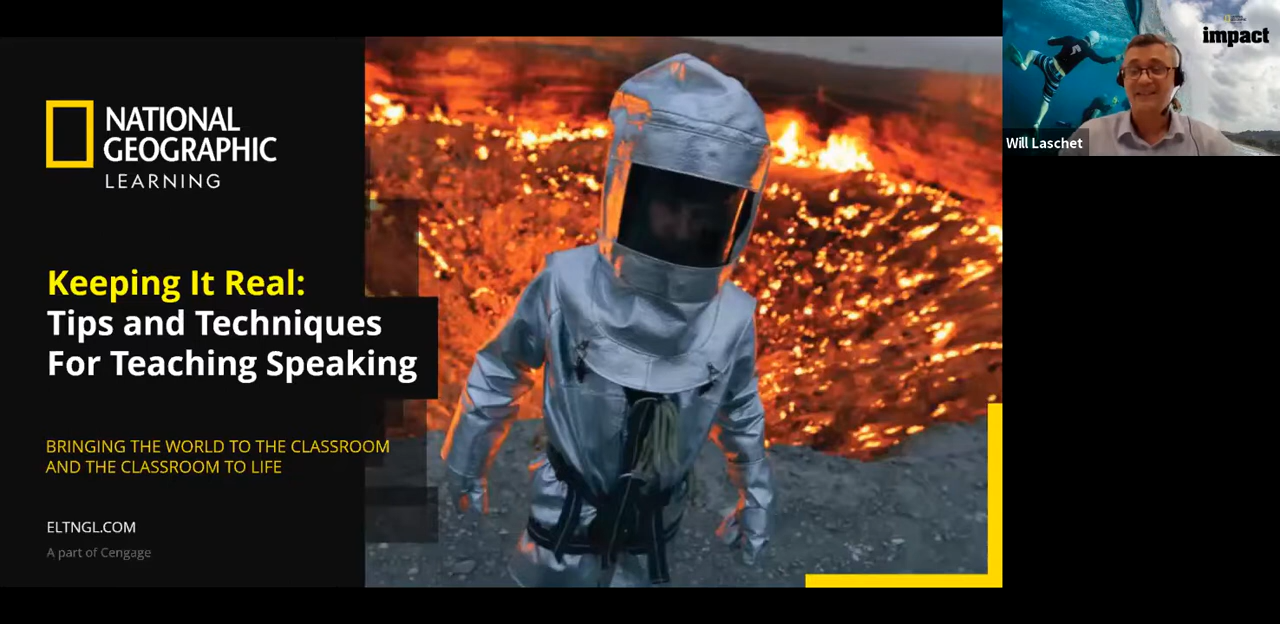 NATIONAL
GEOGRAPHIC
LEARNING
Keeping It Real:
Tips and Techniques
For Teaching Speaking
BRINGING THE WORLD TO THE CLASSROOM
AND THE CLASSROOM TO LIFE
ELTNGL.COM
A part of Cengage
impact
Will Laschet